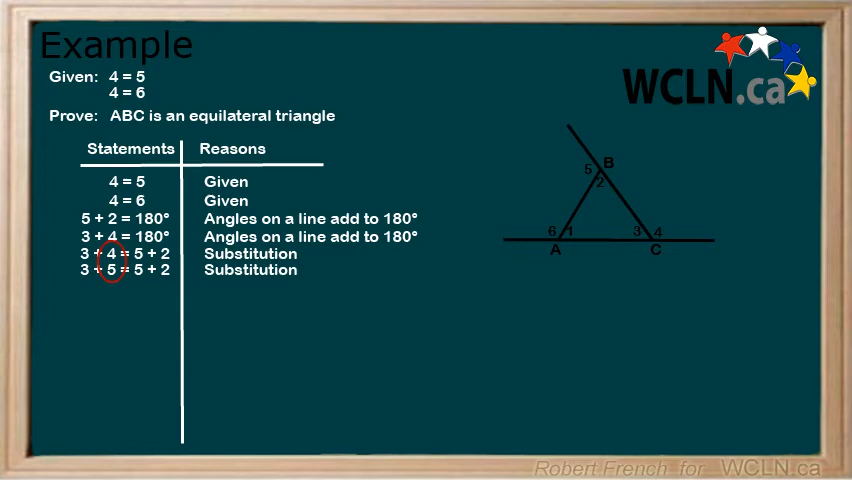 Example
WCLN.ca
Given: 4 = 5
4 = 6
Prove: ABC is an equilateral triangle
Statements Reasons
4 = 5 Given
4 = 6 Given
5 + 2 = 180° Angles on a line add to 180°
3 + 4 = 180° Angles on a line add to 180°
3 + 4 = 5 + 2 Substitution
3 + 5 = 5 + 2 Substitution
5 B
2
6 1 3 4
A C
Robert French for WCLN.ca